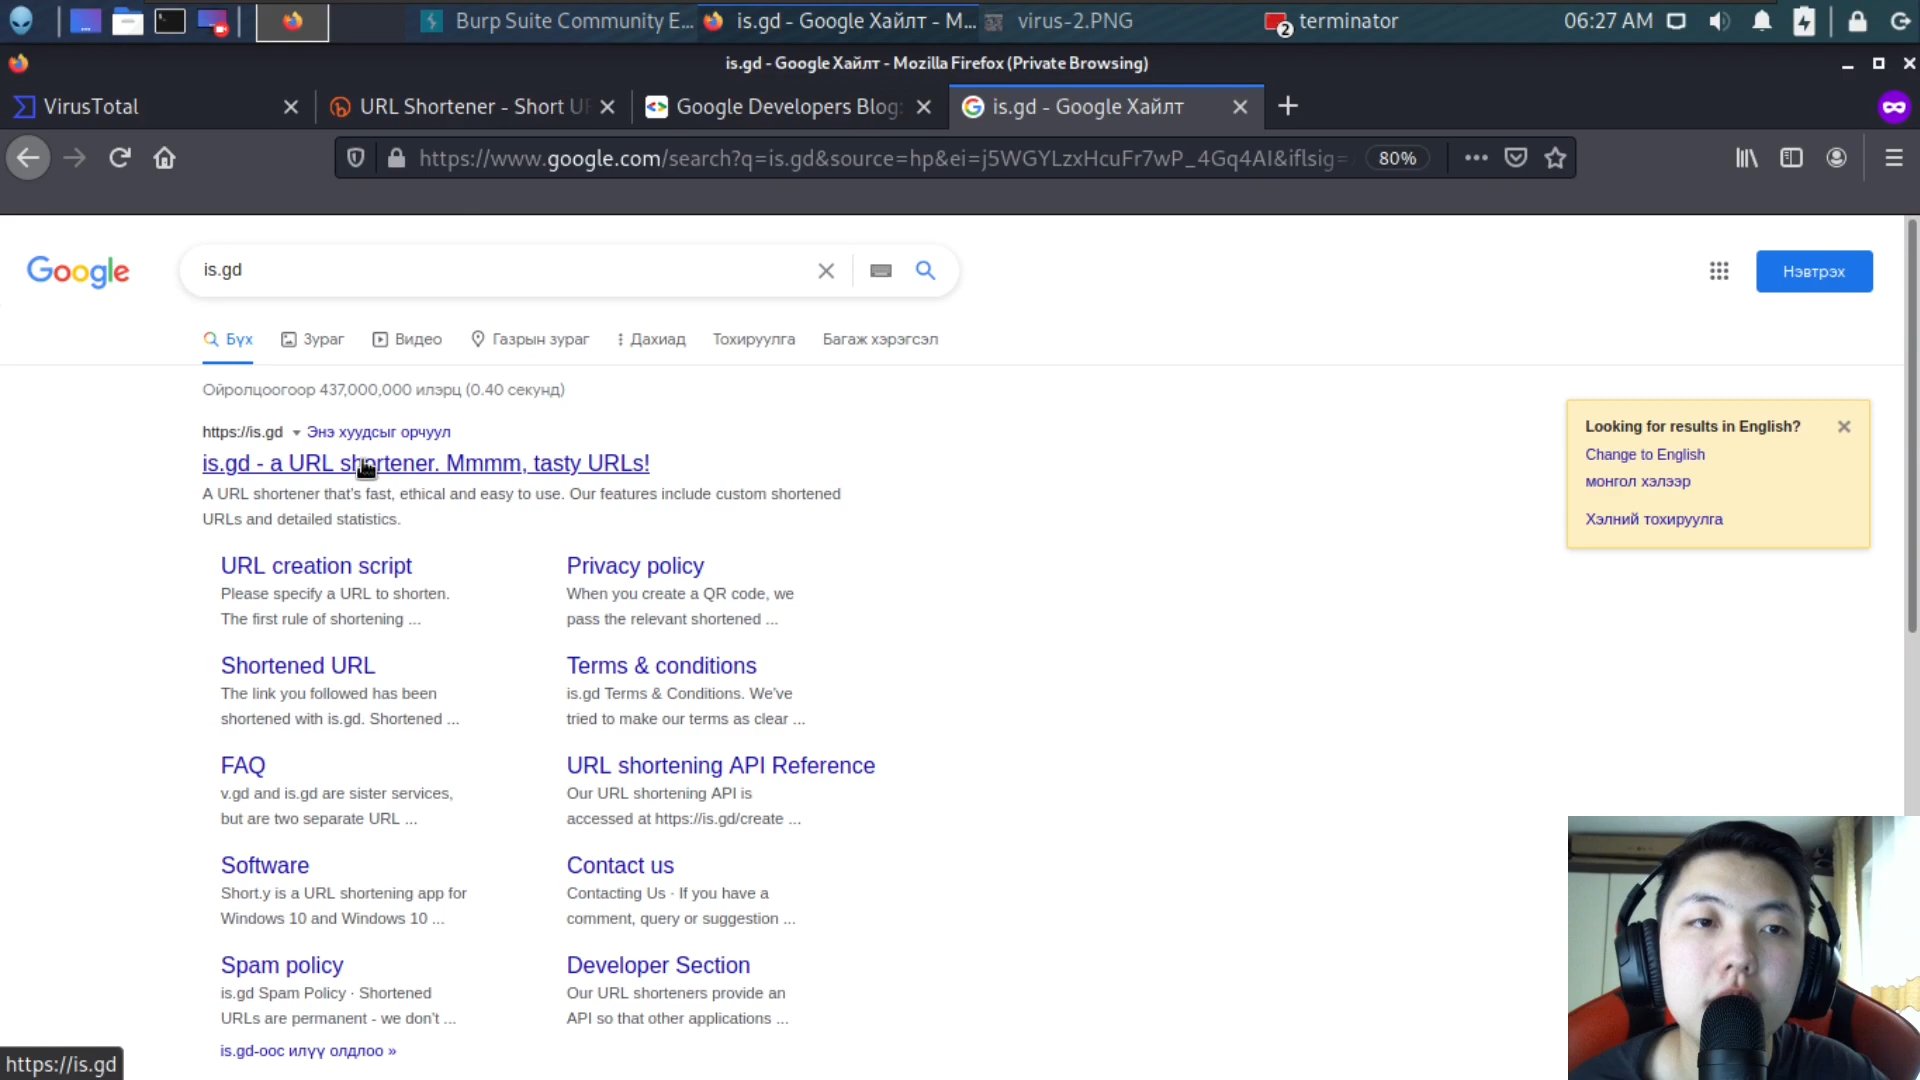 Burp Suite Community E...
is.gd - Google Хайлт - M...
virus-2.PNG
2
terminator
06:27 AM
is.gd - Google Хайлт - Mozilla Firefox (Private Browsing)
VirusTotal
URL Shortener - Short UR
Google Developers Blog:
is.gd - Google Хайлт
https://www.google.com/search?q=is.gd&source=hp&ei=j5WGYLzxHcuFr7wP_4Gq4AI&iflsig=
80%
Google
is.gd
Нэвтрэх
Бүх
Зураг
Видео
Газрын зураг
Дахиад
Тохируулга
Багаж хэрэгсэл
Ойролцоогоор 437,000,000 илэрц (0.40 секунд)
https://is.gd
Энэ хуудсыг орчуул
is.gd - a URL shortener. Mmmm, tasty URLs!
A URL shortener that's fast, ethical and easy to use. Our features include custom shortened
URLs and detailed statistics.
URL creation script
Please specify a URL to shorten.
The first rule of shortening ...
Privacy policy
When you create a QR code, we
pass the relevant shortened ...
Shortened URL
The link you followed has been
shortened with is.gd. Shortened ...
Terms & conditions
is.gd Terms & Conditions. We've
tried to make our terms as clear ...
FAQ
v.gd and is.gd are sister services,
but are two separate URL ...
URL shortening API Reference
Our URL shortening API is
accessed at https://is.gd/create ...
Software
Short.y is a URL shortening app for
Windows 10 and Windows 10 ...
Contact us
Contacting Us · If you have a
comment, query or suggestion ...
Spam policy
is.gd Spam Policy · Shortened
URLs are permanent - we don't ...
Developer Section
Our URL shorteners provide an
API so that other applications ...
is.gd-оос илүү олдлоо »
Looking for results in English?
Change to English
монгол хэлээр
Хэлний тохируулга
https://is.gd